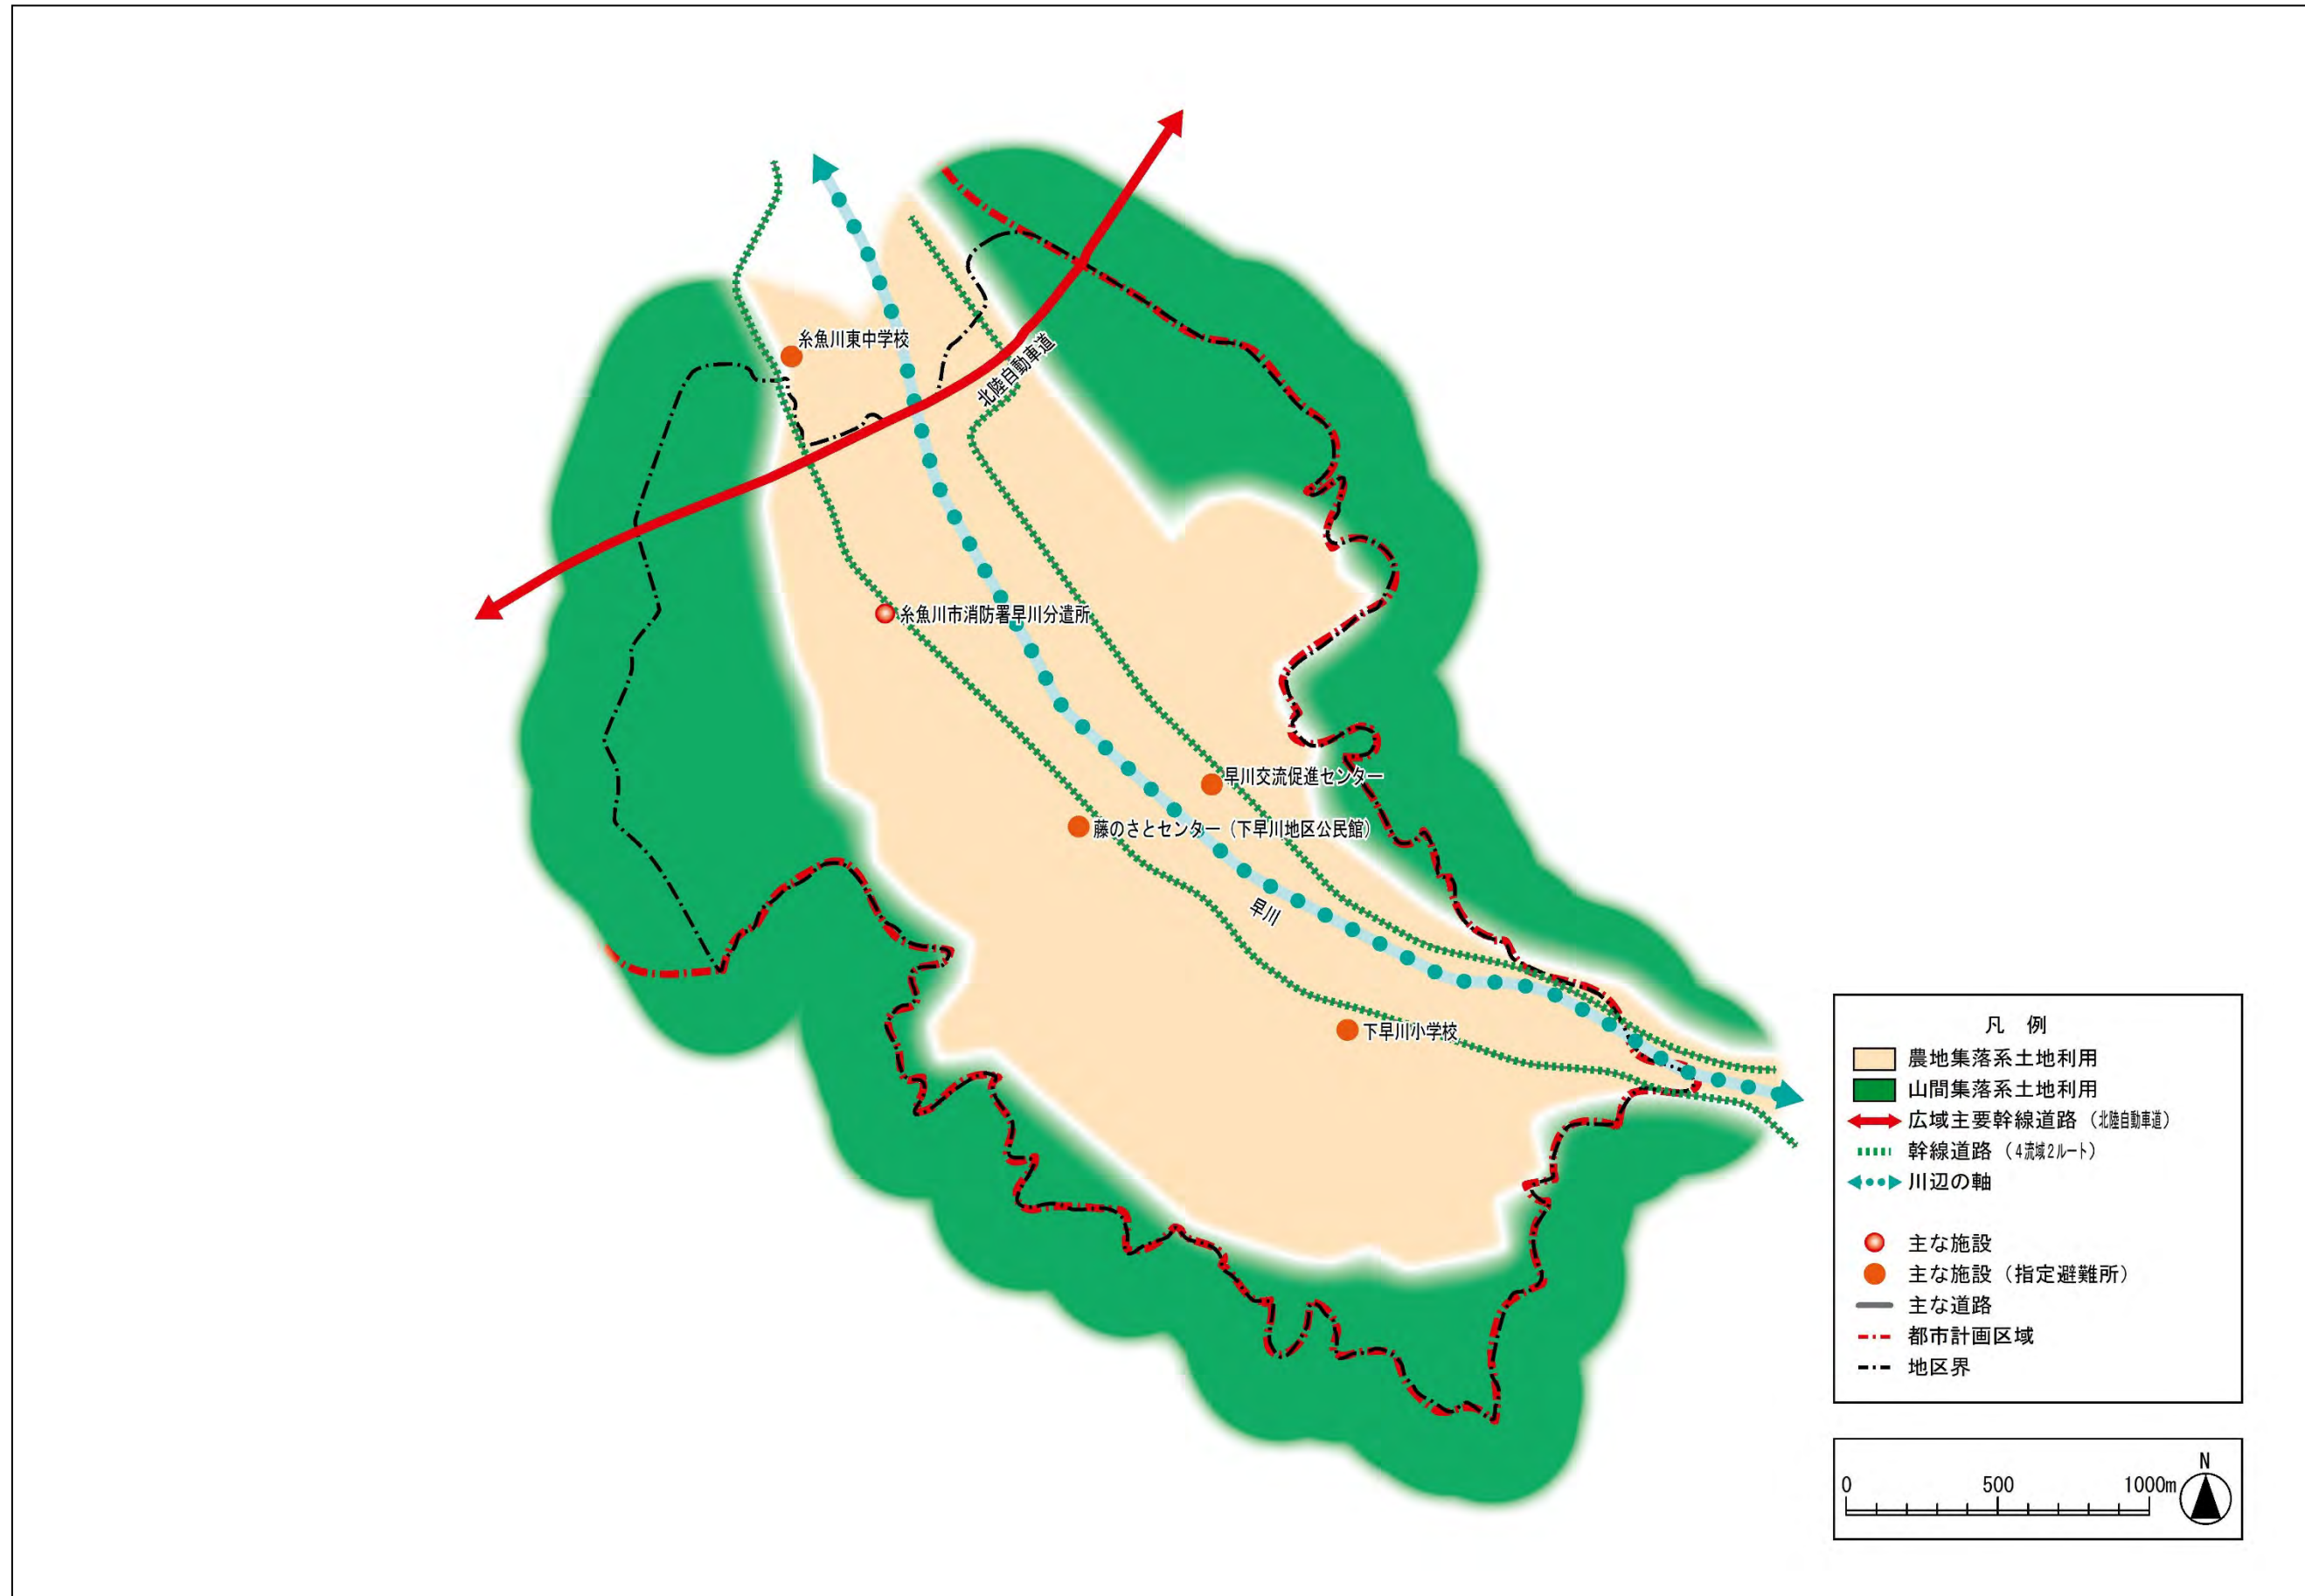 糸魚川東中学校
北陸自動車道
糸魚川市消防署早川分遣所
早川交流促進センター
藤のさとセンター（下早川地区公民館）
早川
下早川小学校
凡　例
農地集落系土地利用
山間集落系土地利用
広域主要幹線道路（北陸自動車道）
幹線道路（4流域2ルート）
川辺の軸
主な施設
主な施設（指定避難所）
主な道路
都市計画区域
地区界
N
0 500 1000m